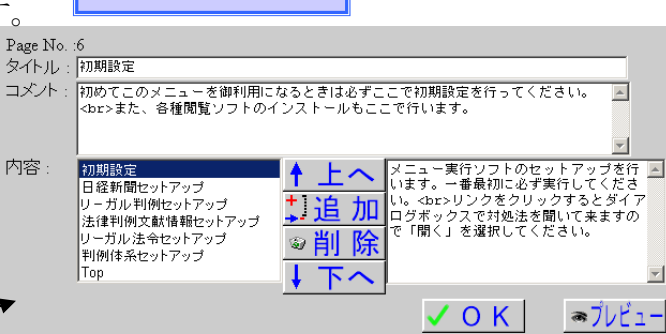 た。
Page No. :6
タイトル : 初期設定
コメント : 初めてこのメニューを御利用になるときは必ずここで初期設定を行ってください。
<br>また、各種閲覧ソフトのインストールもここで行います。
内容 :
初期設定
日経新聞セットアップ
リーガル判例セットアップ
法律判例文献情報セットアップ
リーガル法令セットアップ
判例体系セットアップ
Top
上へ
追 加
削 除
下へ
メニュー実行ソフトのセットアップを行
います。一番最初に必ず実行してくださ
い。<br>リンクをクリックするとダイア
ログボックスで対処法を聞いて来ますの
で「開く」を選択してください。
ＯＫ
プレビュー